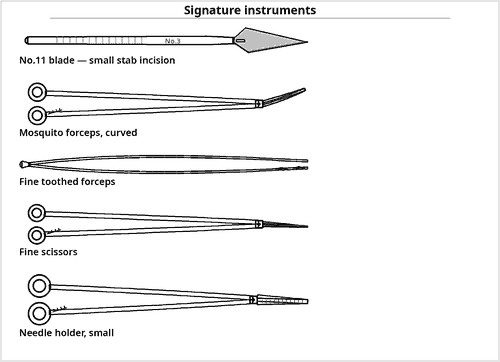 Signature instruments
No.3
No.11 blade — small stab incision
Mosquito forceps, curved
Fine toothed forceps
Fine scissors
Needle holder, small